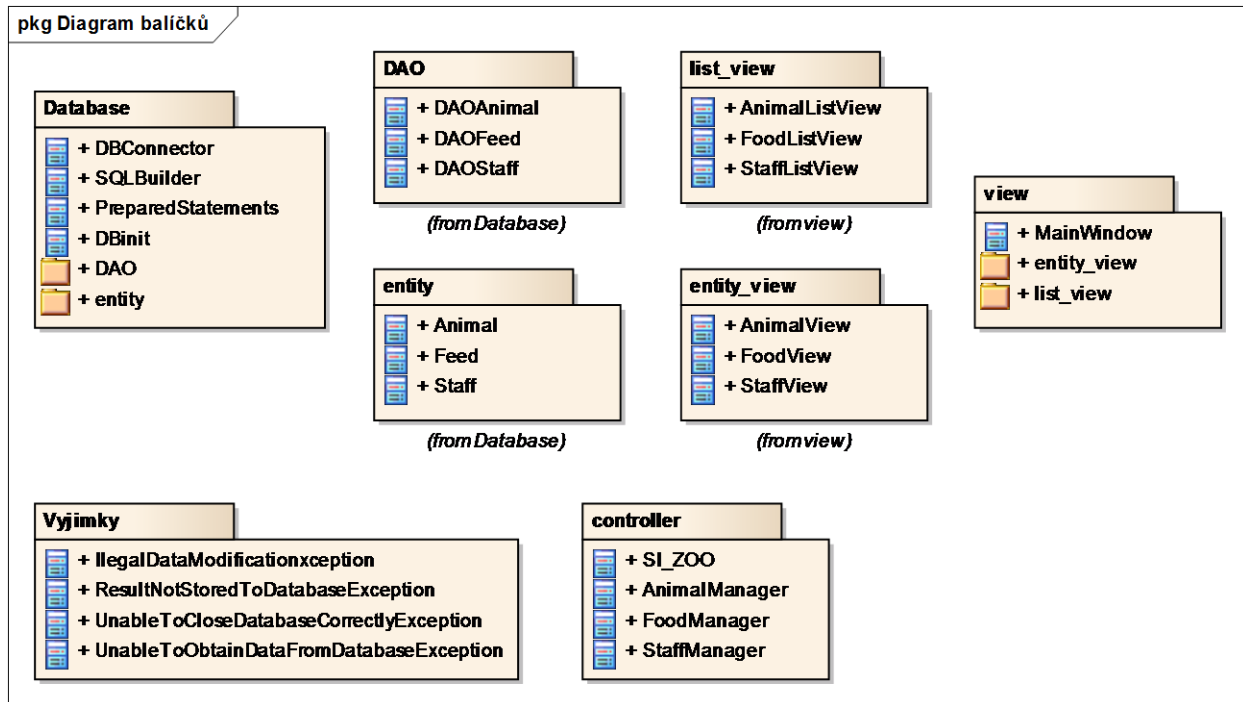 pkg Diagram balíčků
Database
+ DBConnector
+ SQLBuilder
+ PreparedStatements
+ DBinit
+ DAO
+ entity
DAO
+ DAOAnimal
+ DAOFeed
+ DAOStaff
(from Database)
list_view
+ AnimalListView
+ FoodListView
+ StaffListView
(from view)
view
+ MainWindow
+ entity_view
+ list_view
entity
+ Animal
+ Feed
+ Staff
(from Database)
entity_view
+ AnimalView
+ FoodView
+ StaffView
(from view)
Vyjimky
+ IlegalDataModificationxception
+ ResultNotStoredToDatabaseException
+ UnableToCloseDatabaseCorrectlyException
+ UnableToObtainDataFromDatabaseException
controller
+ SI_ZOO
+ AnimalManager
+ FoodManager
+ StaffManager